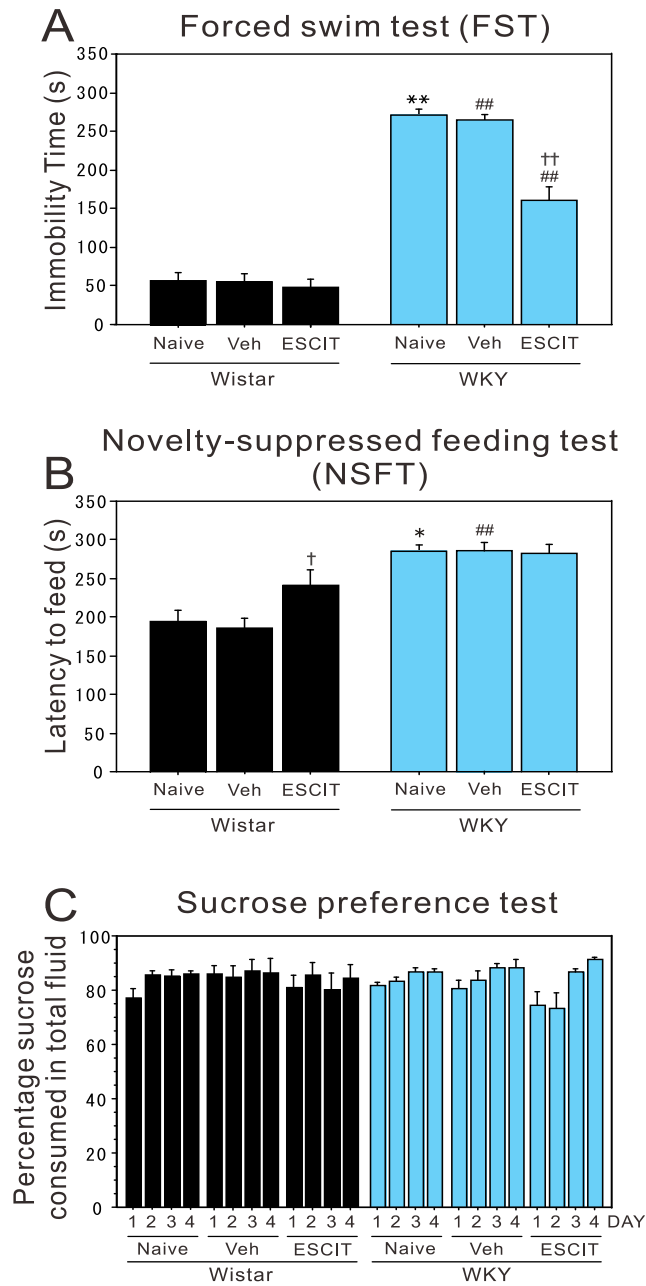 A
Forced swim test (FST)
Immobility Time (s)
350
300
250
200
150
100
50
0
**
##
††
##
Naive Veh ESCIT Naive Veh ESCIT
Wistar WKY
B
Novelty-suppressed feeding test
(NSFT)
Latency to feed (s)
350
300
250
200
150
100
50
0
†
*
##
Naive Veh ESCIT Naive Veh ESCIT
Wistar WKY
C
Sucrose preference test
Percentage sucrose
consumed in total fluid
100
80
60
40
20
0
1 2 3 4 1 2 3 4 1 2 3 4 1 2 3 4 1 2 3 4 1 2 3 4 DAY
Naive Veh ESCIT Naive Veh ESCIT
Wistar WKY